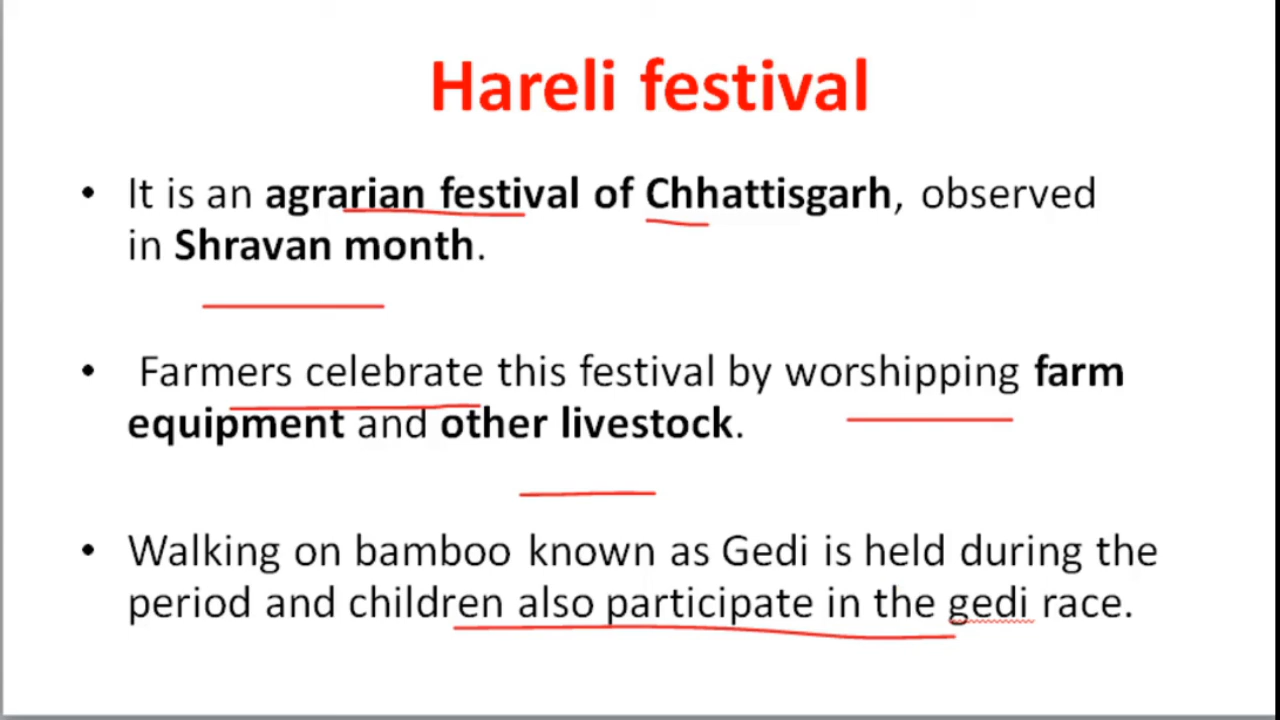 Hareli festival
• It is an agrarian festival of Chhattisgarh, observed
in Shravan month.
• Farmers celebrate this festival by worshipping farm
equipment and other livestock.
• Walking on bamboo known as Gedi is held during the
period and children also participate in the gedi race.